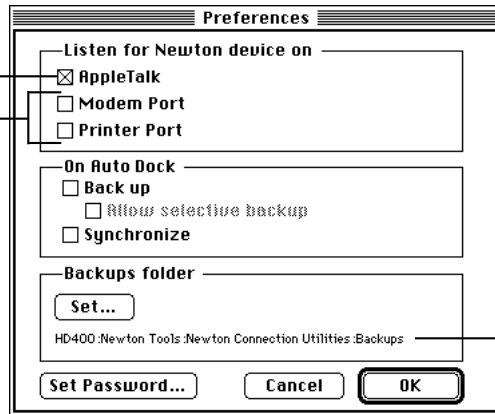 Preferences
Listen for Newton device on
AppleTalk
Modem Port
Printer Port
On Auto Dock
Back up
Allow selective backup
Synchronize
Backups folder
Set...
HD400:Newton Tools:Newton Connection Utilities:Backups
Set Password...
Cancel
OK